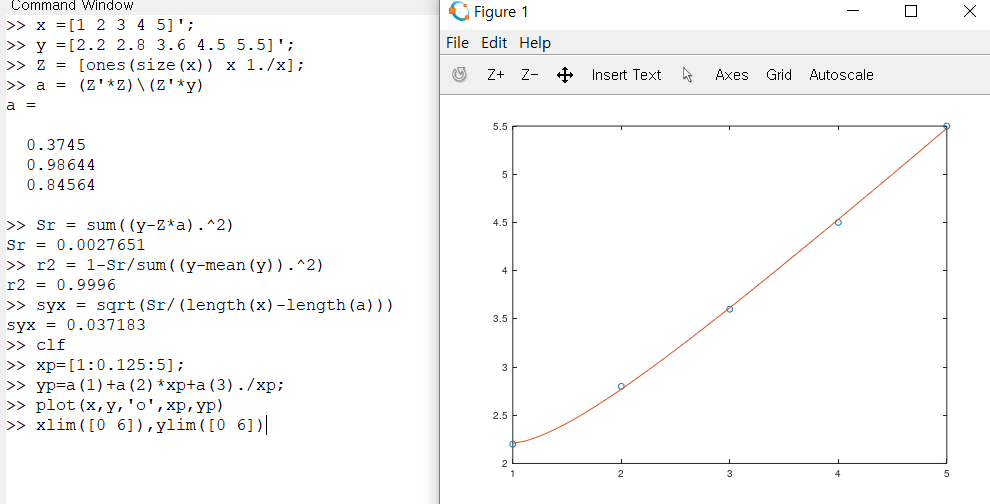 Command Window
>> x =[1 2 3 4 5]';
>> y =[2.2 2.8 3.6 4.5 5.5]';
>> Z = [ones(size(x)) x 1./x];
>> a = (Z'*Z)\(Z'*y)
a =
0.3745
0.98644
0.84564
>> Sr = sum((y-Z*a).^2)
Sr = 0.0027651
>> r2 = 1-Sr/sum((y-mean(y)).^2)
r2 = 0.9996
>> syx = sqrt(Sr/(length(x)-length(a)))
syx = 0.037183
>> clf
>> xp=[1:0.125:5];
>> yp=a(1)+a(2)*xp+a(3)./xp;
>> plot(x,y,'o',xp,yp)
>> xlim([0 6]),ylim([0 6])
Figure 1
File Edit Help
Z+ Z- Insert Text Axes Grid Autoscale
5.5
5
4.5
4
3.5
3
2.5
2
1 2 3 4 5